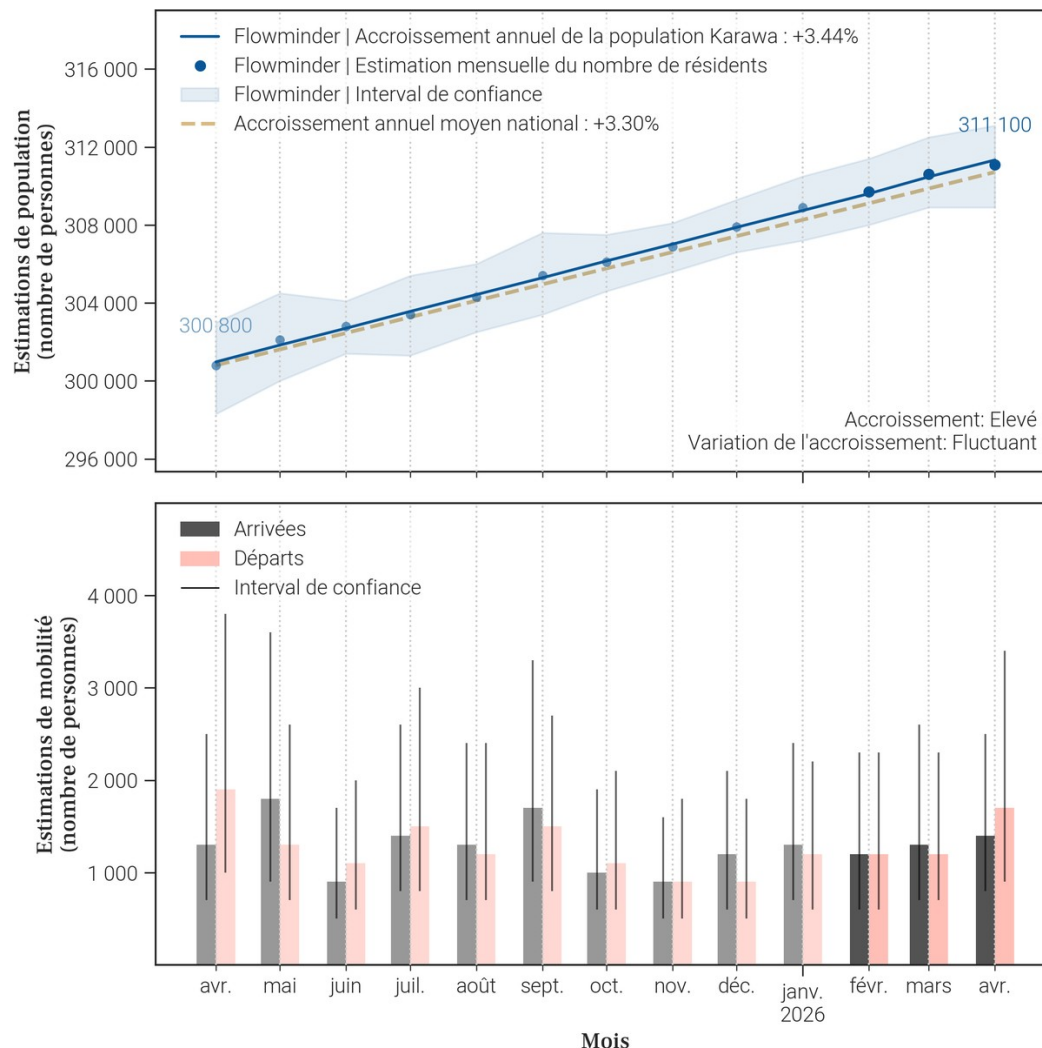 Flowminder | Accroissement annuel de la population Karawa : +3.44%
Flowminder | Estimation mensuelle du nombre de résidents
Flowminder | Interval de confiance
Accroissement annuel moyen national : +3.30%
316 000
312 000
308 000
304 000
300 000
296 000
Estimations de population
(nombre de personnes)
300 800
311 100
Accroissement: Elevé
Variation de l'accroissement: Fluctuant
Arrivées
Départs
Interval de confiance
4 000
3 000
2 000
1 000
Estimations de mobilité
(nombre de personnes)
avr. mai juin juil. août sept. oct. nov. déc. janv. févr. mars avr.
2026
Mois